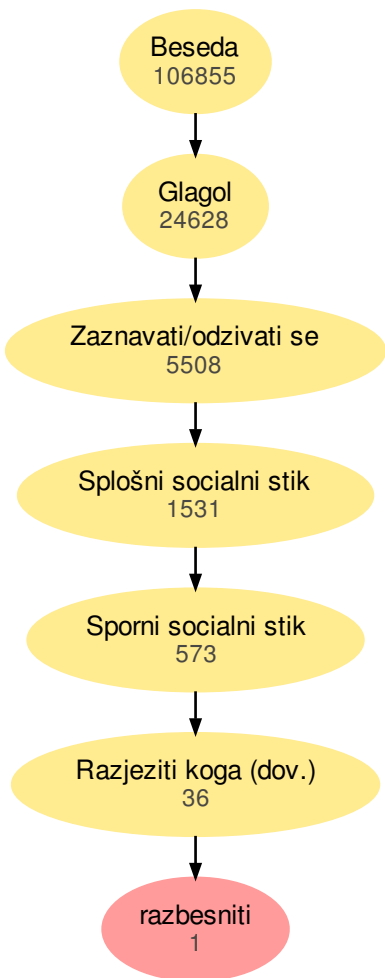 Beseda
106855
Glagol
24628
Zaznavati/odzivati se
5508
Splošni socialni stik
1531
Sporni socialni stik
573
Razjeziti koga (dov.)
36
razbesniti
1